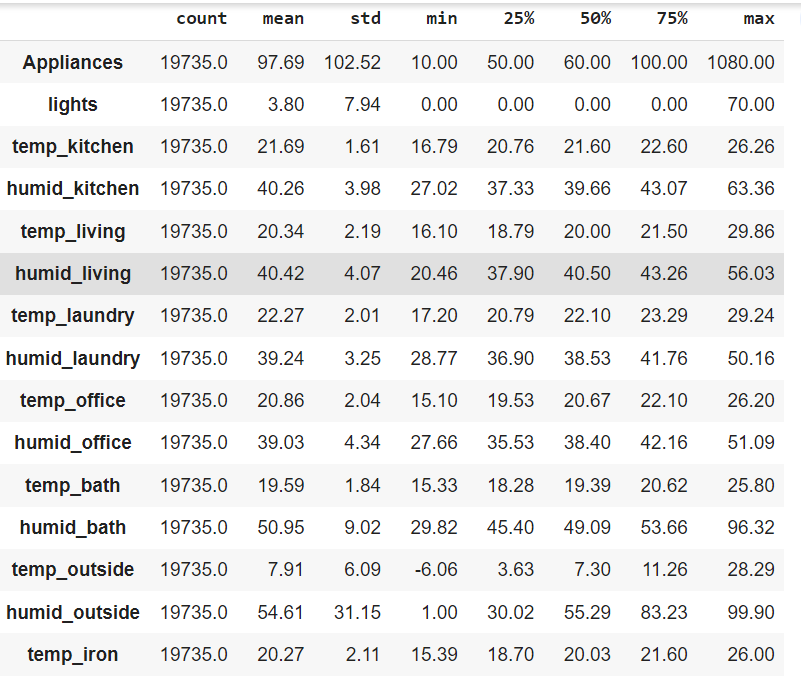 count mean std min 25% 50% 75% max
Appliances 19735.0 97.69 102.52 10.00 50.00 60.00 100.00 1080.00
lights 19735.0 3.80 7.94 0.00 0.00 0.00 0.00 70.00
temp_kitchen 19735.0 21.69 1.61 16.79 20.76 21.60 22.60 26.26
humid_kitchen 19735.0 40.26 3.98 27.02 37.33 39.66 43.07 63.36
temp_living 19735.0 20.34 2.19 16.10 18.79 20.00 21.50 29.86
humid_living 19735.0 40.42 4.07 20.46 37.90 40.50 43.26 56.03
temp_laundry 19735.0 22.27 2.01 17.20 20.79 22.10 23.29 29.24
humid_laundry 19735.0 39.24 3.25 28.77 36.90 38.53 41.76 50.16
temp_office 19735.0 20.86 2.04 15.10 19.53 20.67 22.10 26.20
humid_office 19735.0 39.03 4.34 27.66 35.53 38.40 42.16 51.09
temp_bath 19735.0 19.59 1.84 15.33 18.28 19.39 20.62 25.80
humid_bath 19735.0 50.95 9.02 29.82 45.40 49.09 53.66 96.32
temp_outside 19735.0 7.91 6.09 -6.06 3.63 7.30 11.26 28.29
humid_outside 19735.0 54.61 31.15 1.00 30.02 55.29 83.23 99.90
temp_iron 19735.0 20.27 2.11 15.39 18.70 20.03 21.60 26.00